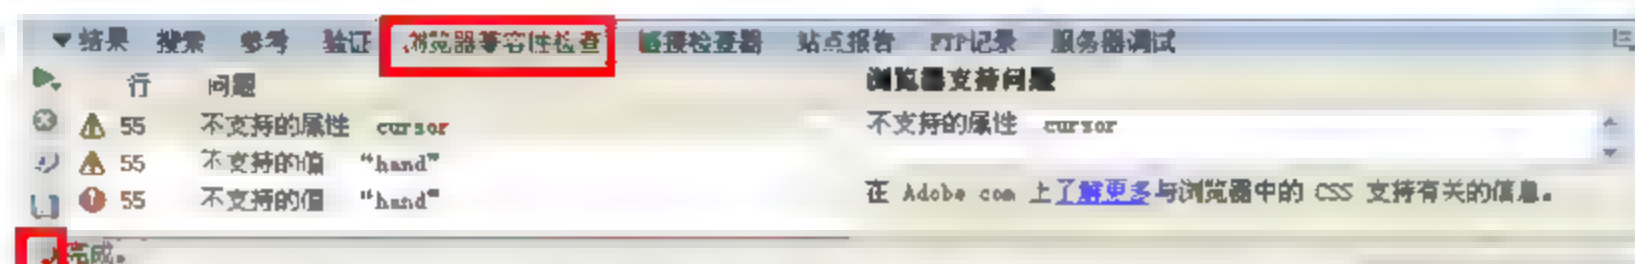 ▼结果 搜索 参考 验证 浏览器兼容性检查 链接检查器 站点报告 FTP记录 服务器调试
行 问题
浏览器支持问题
55 不支持的属性 cursor
不支持的属性 cursor
55 不支持的值 “hand”
55 不支持的值 “hand”
在 Adobe com 上了解更多与浏览器中的 CSS 支持有关的信息。
完成。